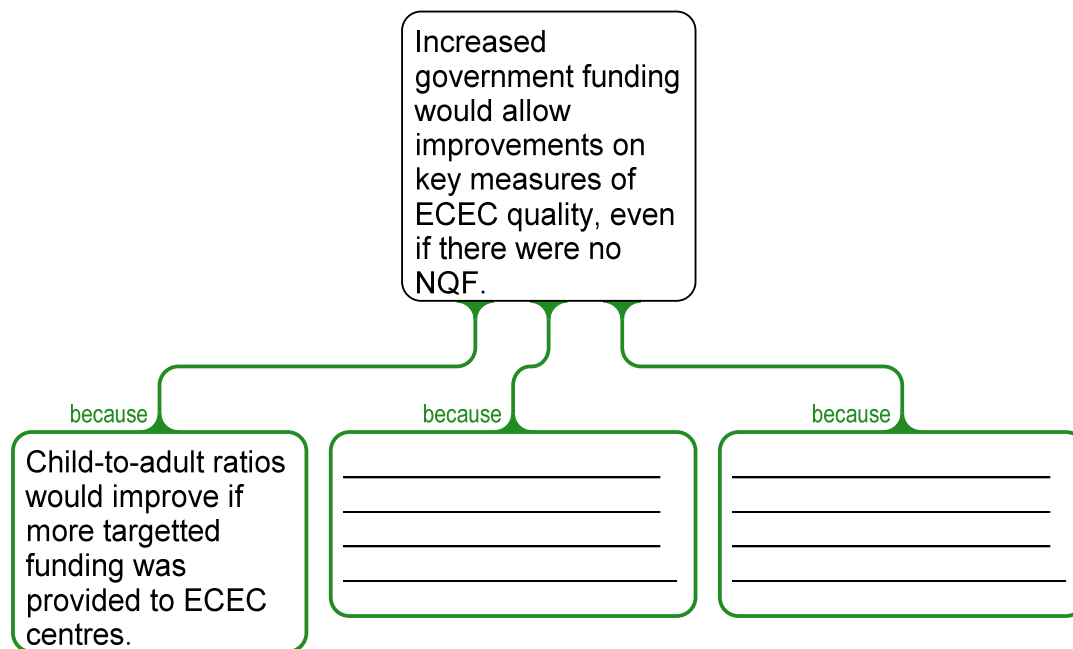 Increased
government funding
would allow
improvements on
key measures of
ECEC quality, even
if there were no
NQF.
because
because
because
Child-to-adult ratios
would improve if
more targetted
funding was
provided to ECEC
centres.